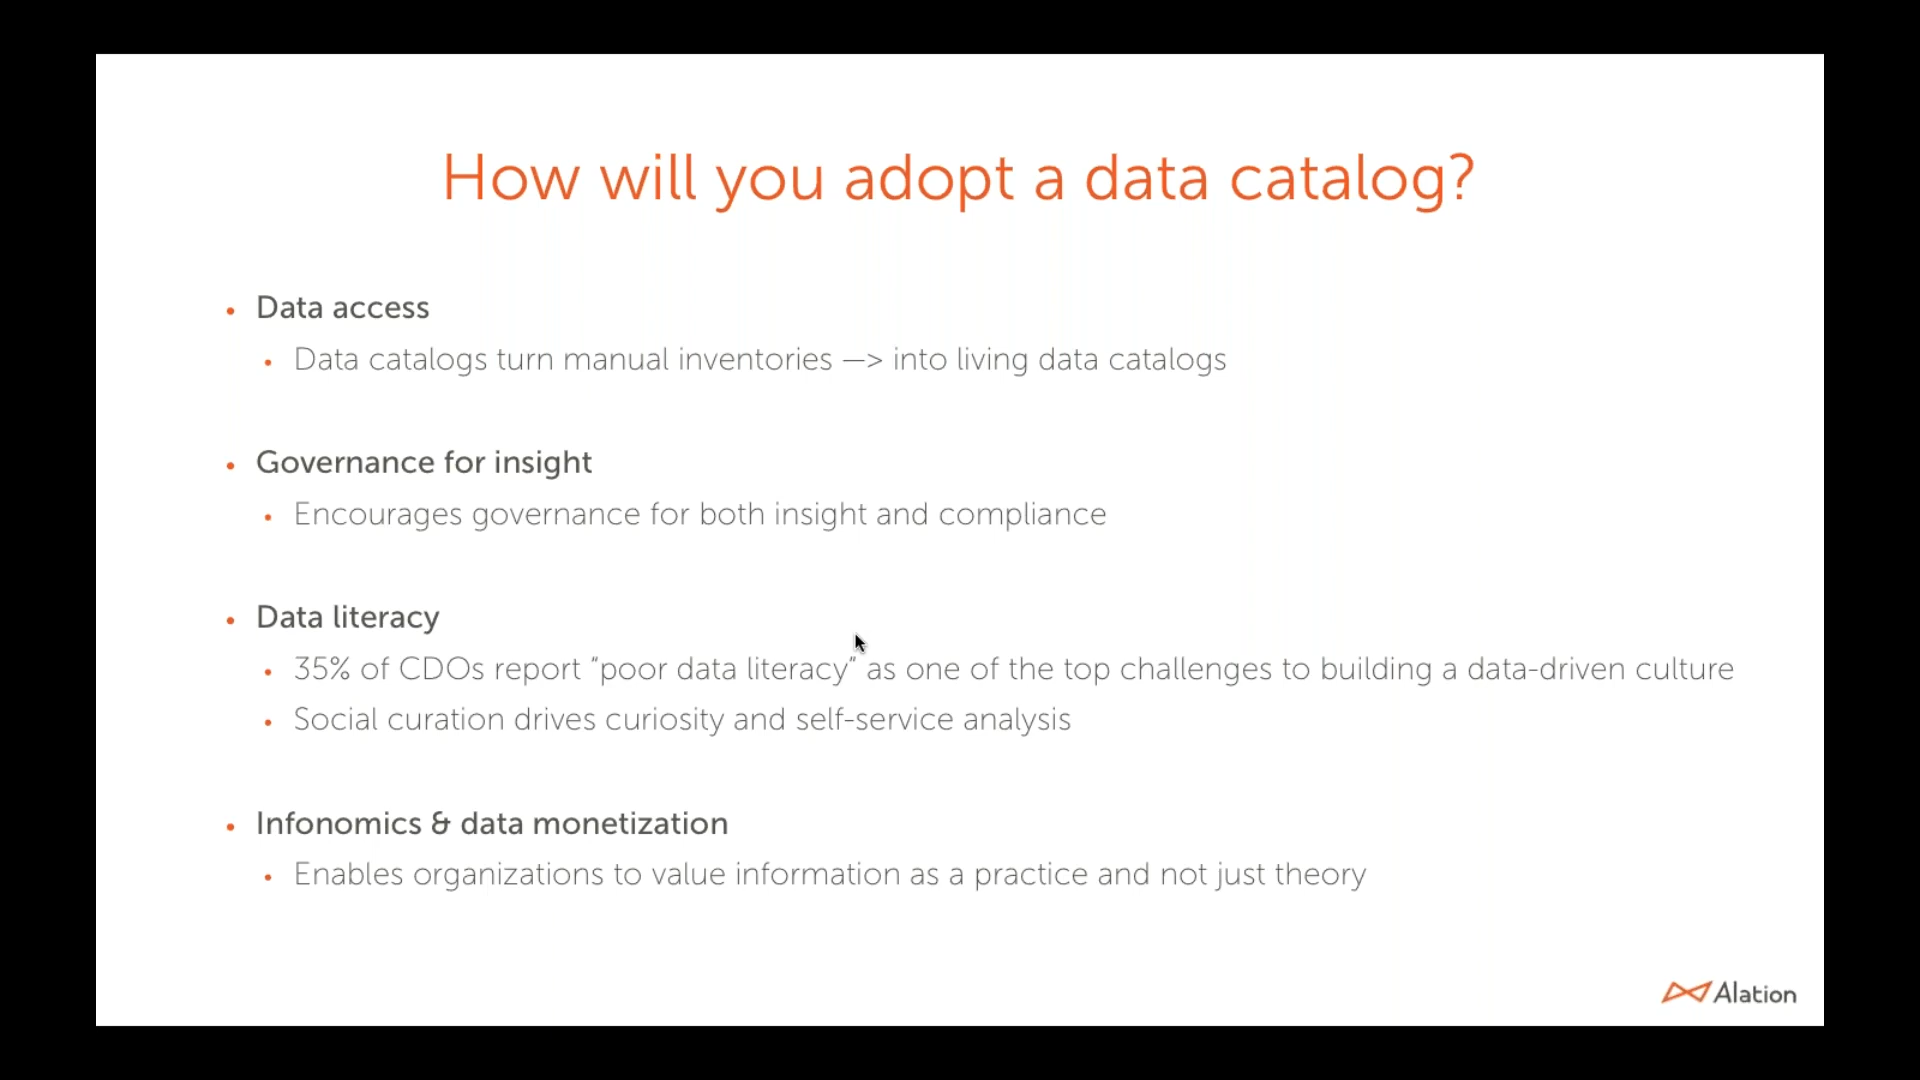 How will you adopt a data catalog?
• Data access
• Data catalogs turn manual inventories —> into living data catalogs
• Governance for insight
• Encourages governance for both insight and compliance
• Data literacy
• 35% of CDOs report “poor data literacy” as one of the top challenges to building a data-driven culture
• Social curation drives curiosity and self-service analysis
• Infonomics & data monetization
• Enables organizations to value information as a practice and not just theory
Alation